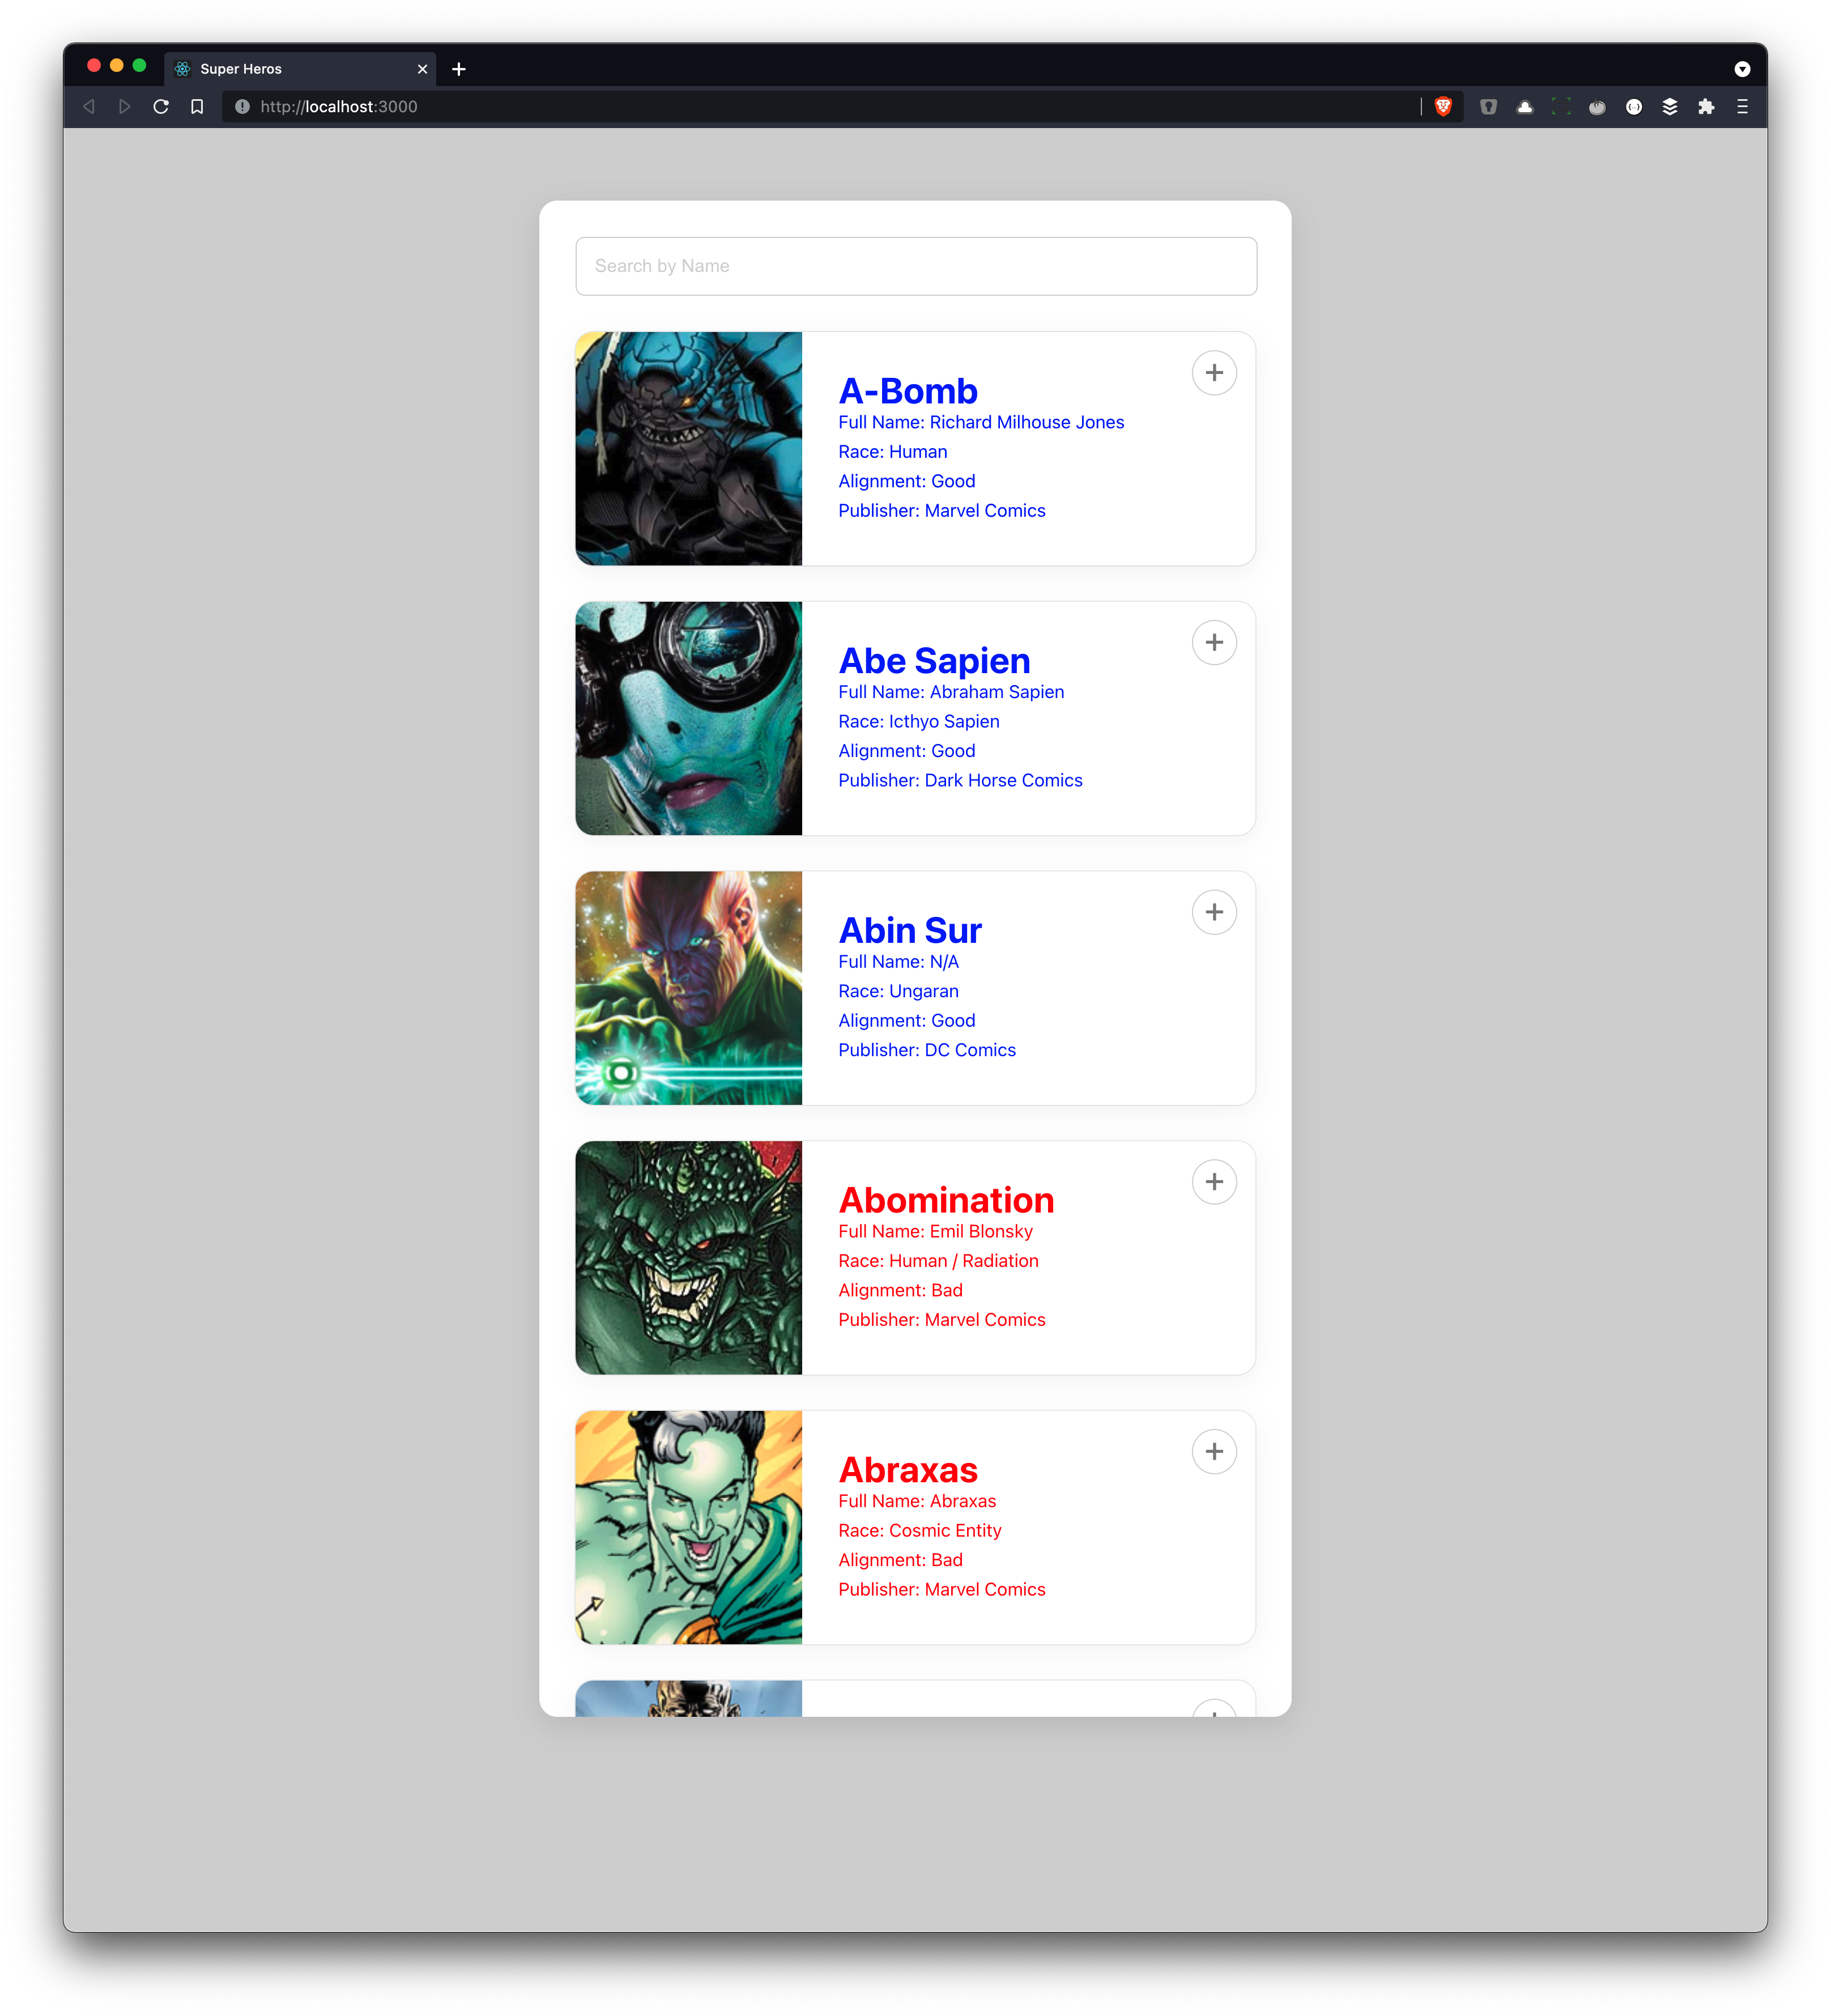 Super Heros
http://localhost:3000
Search by Name
A-Bomb
Full Name: Richard Milhouse Jones
Race: Human
Alignment: Good
Publisher: Marvel Comics
Abe Sapien
Full Name: Abraham Sapien
Race: Icthyo Sapien
Alignment: Good
Publisher: Dark Horse Comics
Abin Sur
Full Name: N/A
Race: Ungaran
Alignment: Good
Publisher: DC Comics
Abomination
Full Name: Emil Blonsky
Race: Human / Radiation
Alignment: Bad
Publisher: Marvel Comics
Abraxas
Full Name: Abraxas
Race: Cosmic Entity
Alignment: Bad
Publisher: Marvel Comics